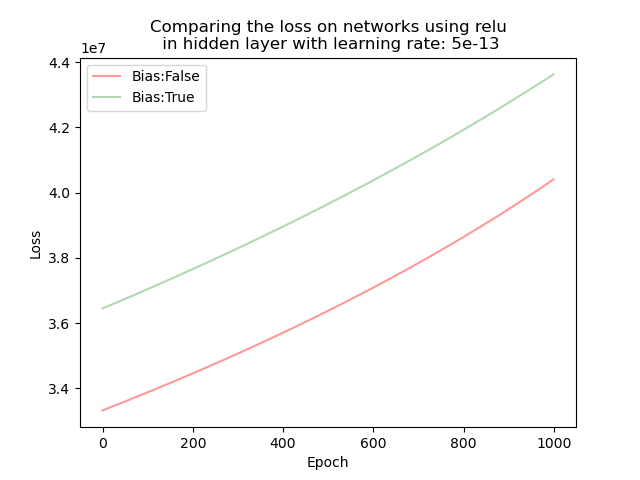 Comparing the loss on networks using relu
in hidden layer with learning rate: 5e-13
1e7
4.4
4.2
4.0
3.8
3.6
3.4
Loss
Bias:False
Bias:True
0 200 400 600 800 1000
Epoch